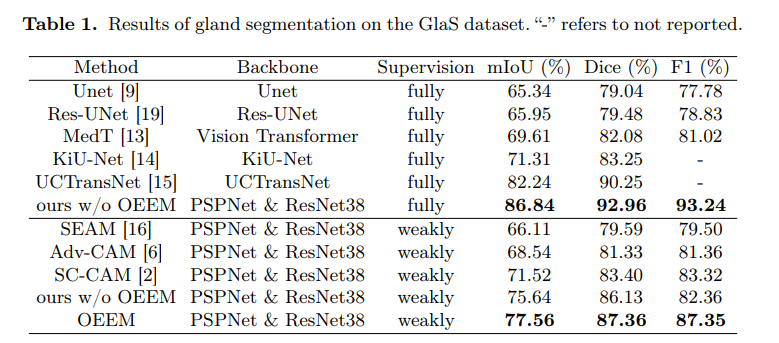 Table 1. Results of gland segmentation on the GlaS dataset. “-” refers to not reported.
Method Backbone Supervision mIoU (%) Dice (%) F1 (%)
Unet [9] Unet fully 65.34 79.04 77.78
Res-UNet [19] Res-UNet fully 65.95 79.48 78.83
MedT [13] Vision Transformer fully 69.61 82.08 81.02
KiU-Net [14] KiU-Net fully 71.31 83.25 -
UCTransNet [15] UCTransNet fully 82.24 90.25 -
ours w/o OEEM PSPNet & ResNet38 fully 86.84 92.96 93.24
SEAM [16] PSPNet & ResNet38 weakly 66.11 79.59 79.50
Adv-CAM [6] PSPNet & ResNet38 weakly 68.54 81.33 81.36
SC-CAM [2] PSPNet & ResNet38 weakly 71.52 83.40 83.32
ours w/o OEEM PSPNet & ResNet38 weakly 75.64 86.13 82.36
OEEM PSPNet & ResNet38 weakly 77.56 87.36 87.35